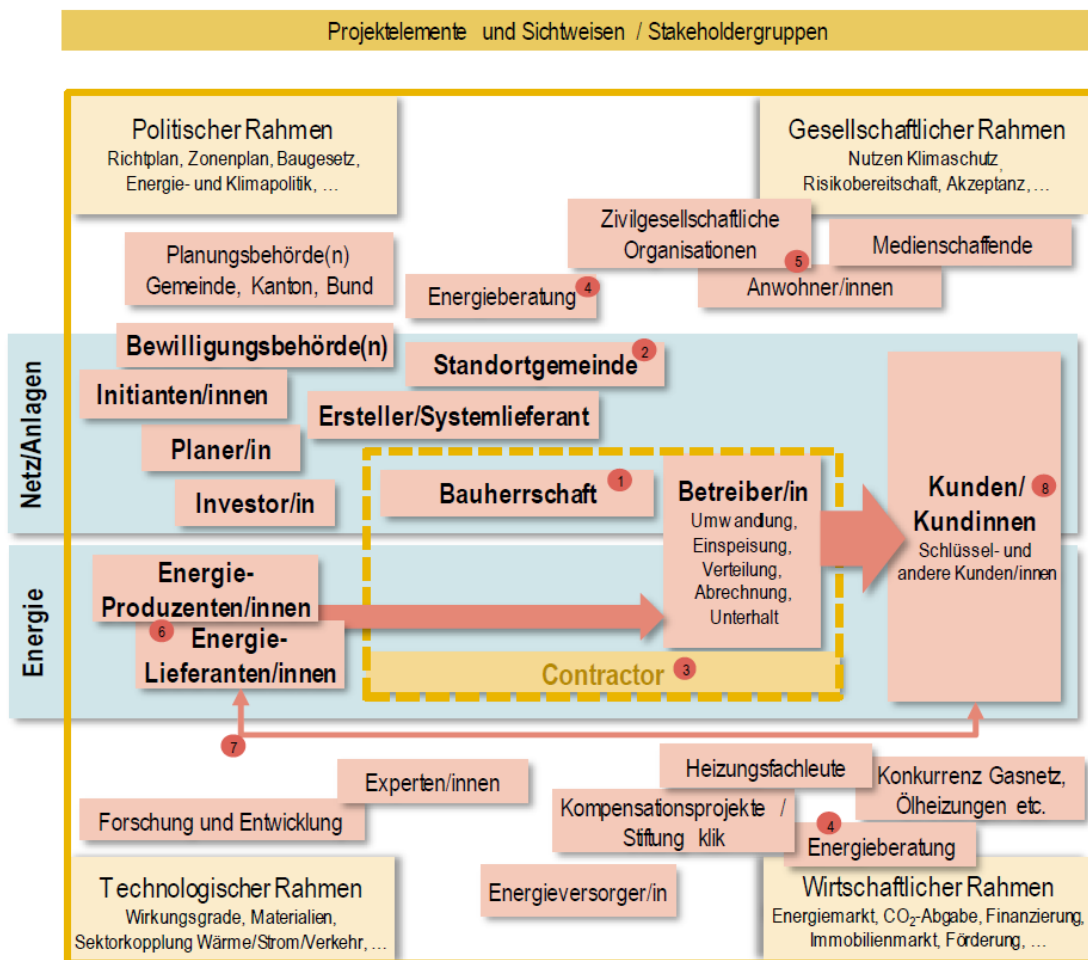 Projektelemente und Sichtweisen / Stakeholdergruppen
Politischer Rahmen
Richtplan, Zonenplan, Baugesetz,
Energie- und Klimapolitik, ...
Gesellschaftlicher Rahmen
Nutzen Klimaschutz,
Risikobereitschaft, Akzeptanz, ...
Zivilgesellschaftliche
Organisationen
5
Medienschaffende
Anwohner/innen
Planungsbehörde(n)
Gemeinde, Kanton, Bund
Energieberatung
4
Netz/Anlagen
Bewilligungsbehörde(n)
Standortgemeinde
2
Initianten/innen
Ersteller/Systemlieferant
Planer/in
Investor/in
Bauherrschaft
1
Betreiber/in
Umwandlung,
Einspeisung,
Verteilung,
Abrechnung,
Unterhalt
Kunden/
Kundinnen
8
Schlüssel- und
andere Kunden/innen
Energie
Energie-
Produzenten/innen
6
Energie-
Lieferanten/innen
Contractor
3
7
Heizungsfachleute
Konkurrenz Gasnetz,
Ölheizungen etc.
Experten/innen
Forschung und Entwicklung
Kompensationsprojekte /
Stiftung klik
4
Energieberatung
Energieversorger/in
Technologischer Rahmen
Wirkungsgrade, Materialien,
Sektorkopplung Wärme/Strom/Verkehr, ...
Wirtschaftlicher Rahmen
Energiemarkt, CO₂-Abgabe, Finanzierung,
Immobilienmarkt, Förderung, ...